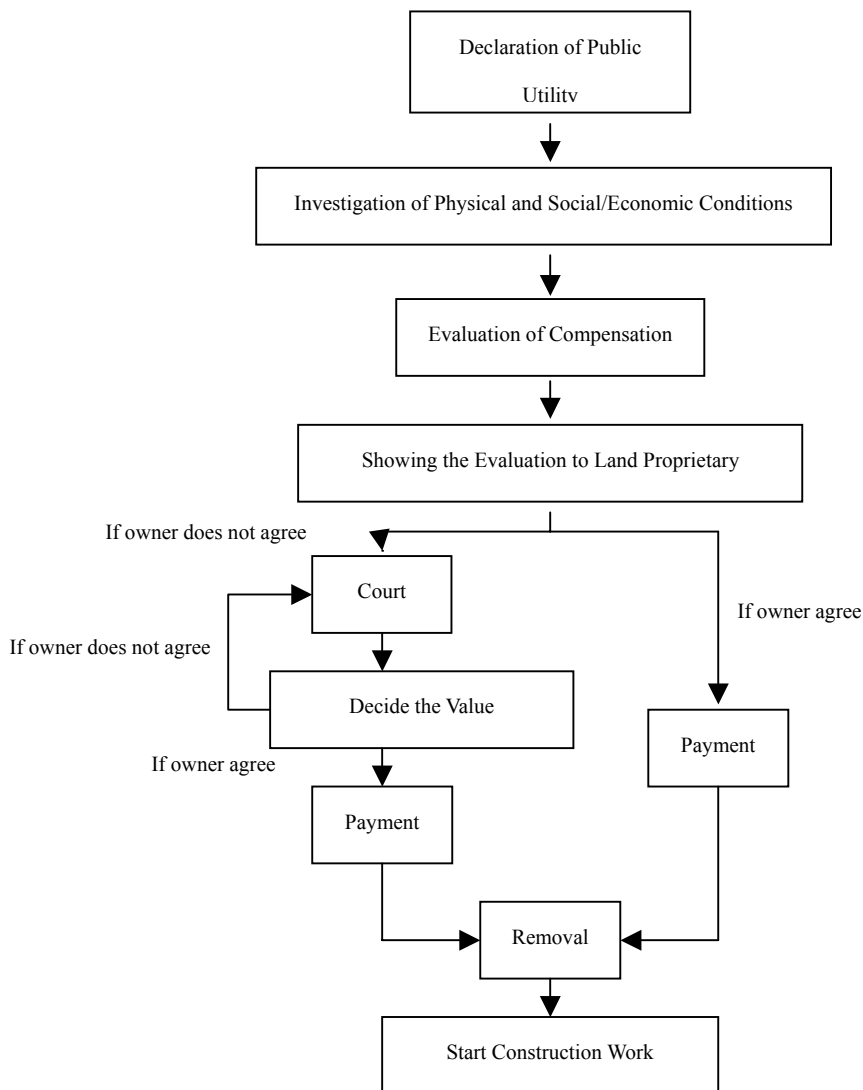 Declaration of Public
Utility
Investigation of Physical and Social/Economic Conditions
Evaluation of Compensation
Showing the Evaluation to Land Proprietary
If owner does not agree
Court
If owner agree
If owner does not agree
Decide the Value
Payment
If owner agree
Payment
Removal
Start Construction Work